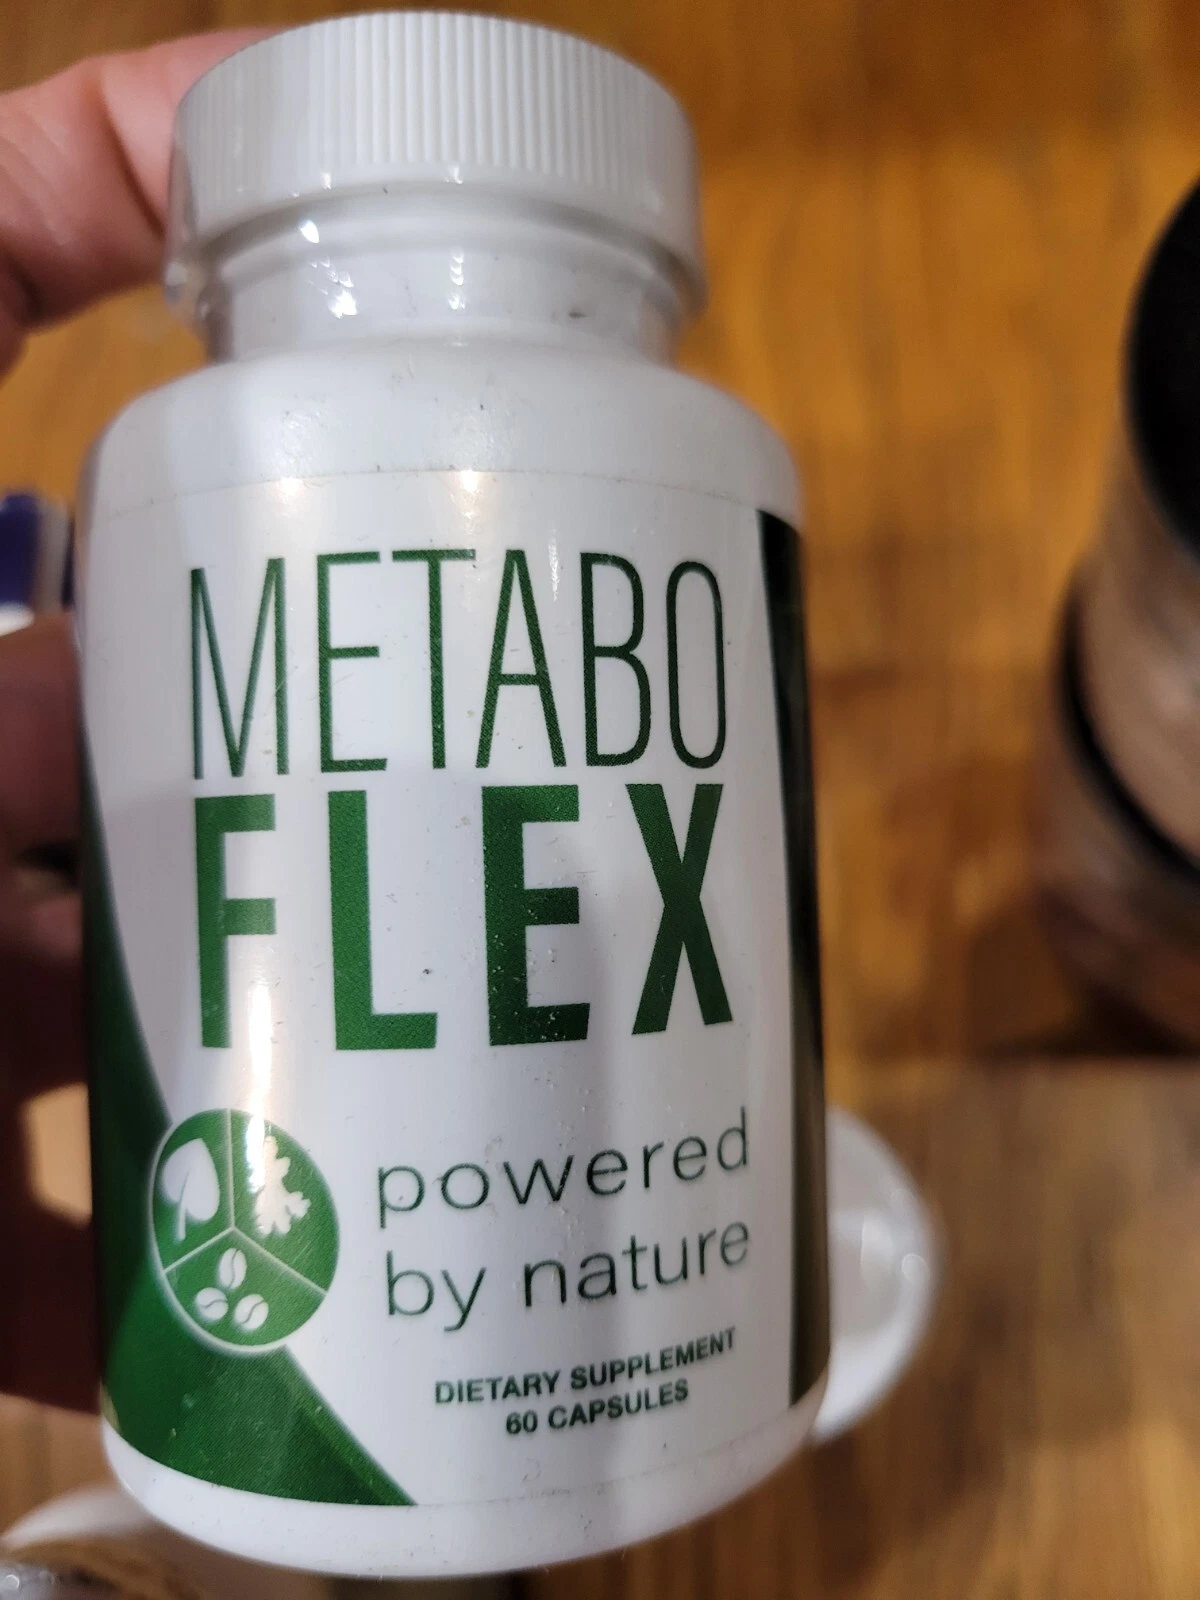 METABO
FLEX
powered
by nature
DIETARY SUPPLEMENT
60 CAPSULES